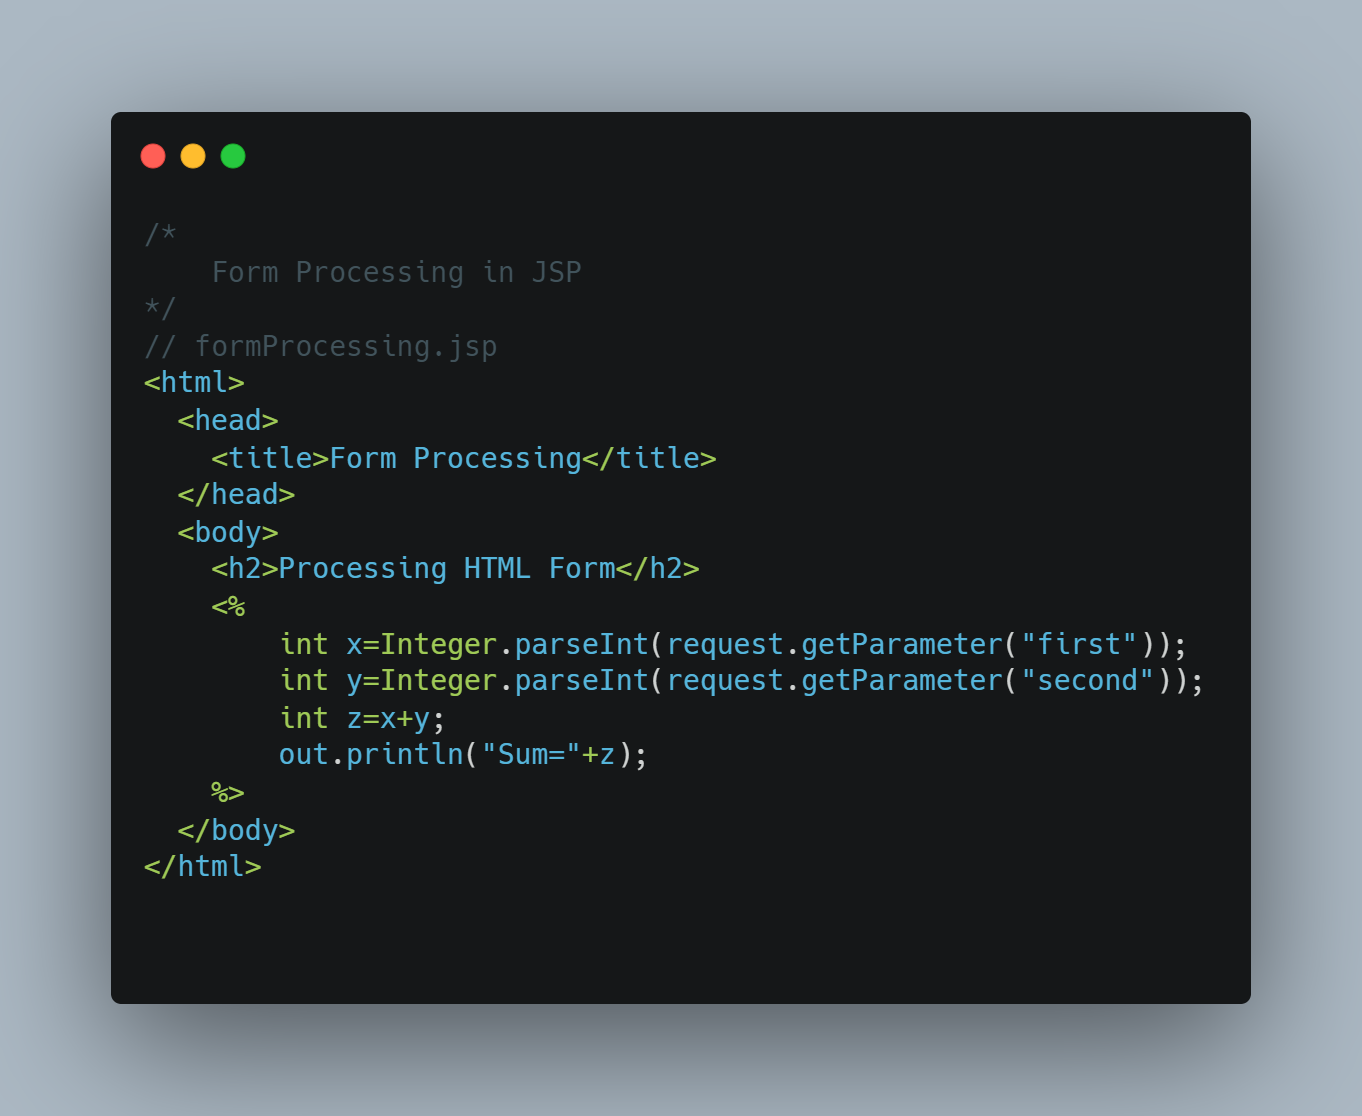 /*
    Form Processing in JSP
*/
// formProcessing.jsp
<html>
  <head>
    <title>Form Processing</title>
  </head>
  <body>
    <h2>Processing HTML Form</h2>
    <%
        int x=Integer.parseInt(request.getParameter("first"));
        int y=Integer.parseInt(request.getParameter("second"));
        int z=x+y;
        out.println("Sum="+z);
    %>
  </body>
</html>